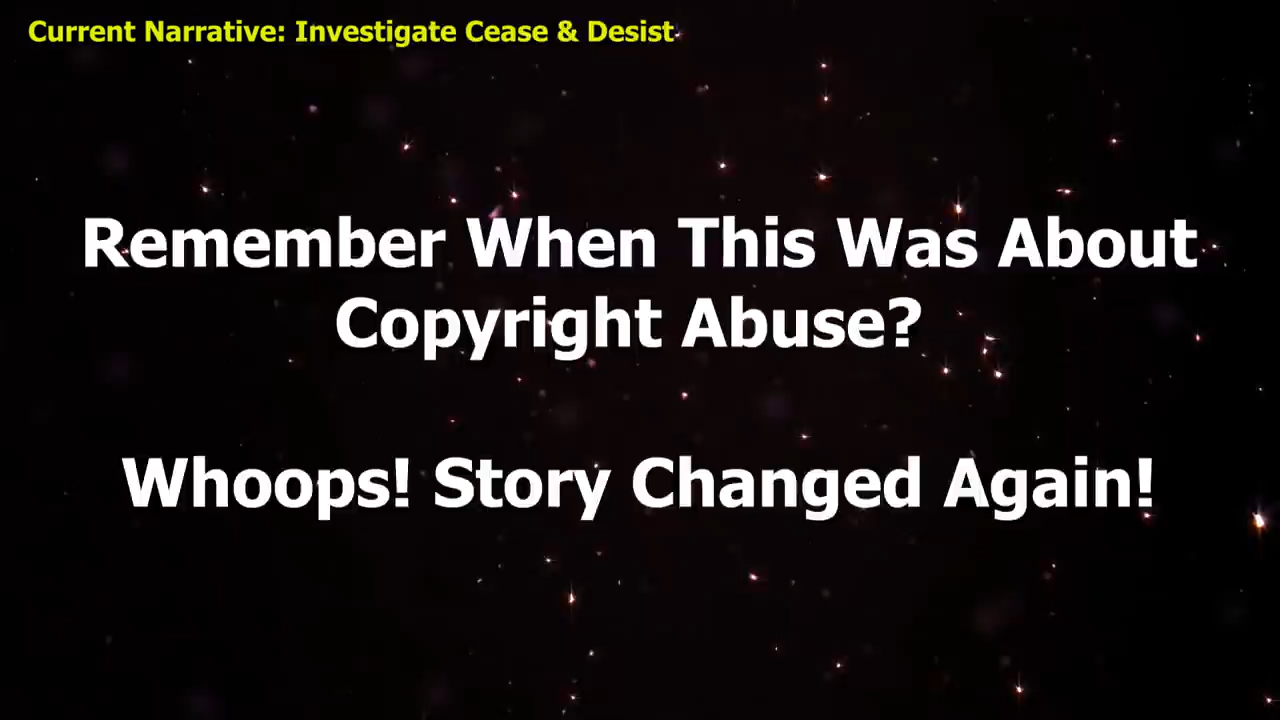 Current Narrative: Investigate Cease & Desist
Remember When This Was About
Copyright Abuse?
Whoops! Story Changed Again!